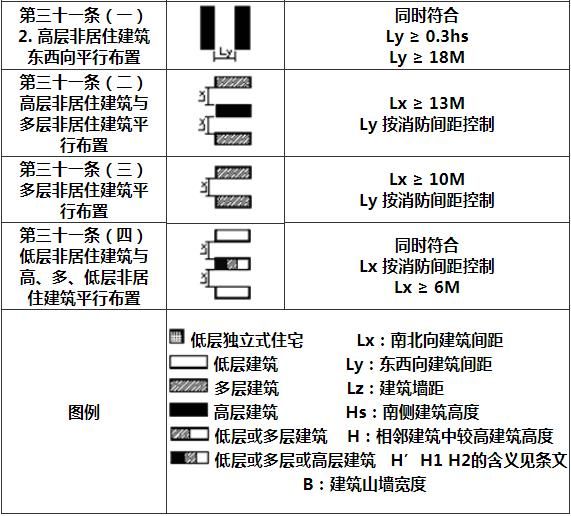 第三十一条（一）
2. 高层非居住建筑
东西向平行布置
Ly
同时符合
Ly ≥ 0.3hs
Ly ≥ 18M
第三十一条（二）
高层非居住建筑与
多层非居住建筑平
行布置
Lx
Lx
Lx ≥ 13M
Ly 按消防间距控制
第三十一条（三）
多层非居住建筑平
行布置
Lx
Lx ≥ 10M
Ly 按消防间距控制
第三十一条（四）
低层非居住建筑与
高、多、低层非居
住建筑平行布置
Lx
Lx
同时符合
Lx 按消防间距控制
Lx ≥ 6M
图例
低层独立式住宅 Lx：南北向建筑间距
低层建筑 Ly：东西向建筑间距
多层建筑 Lz：建筑墙距
高层建筑 Hs：南侧建筑高度
低层或多层建筑 H：相邻建筑中较高建筑高度
低层或多层或高层建筑 H′ H1 H2的含义见条文
B：建筑山墙宽度